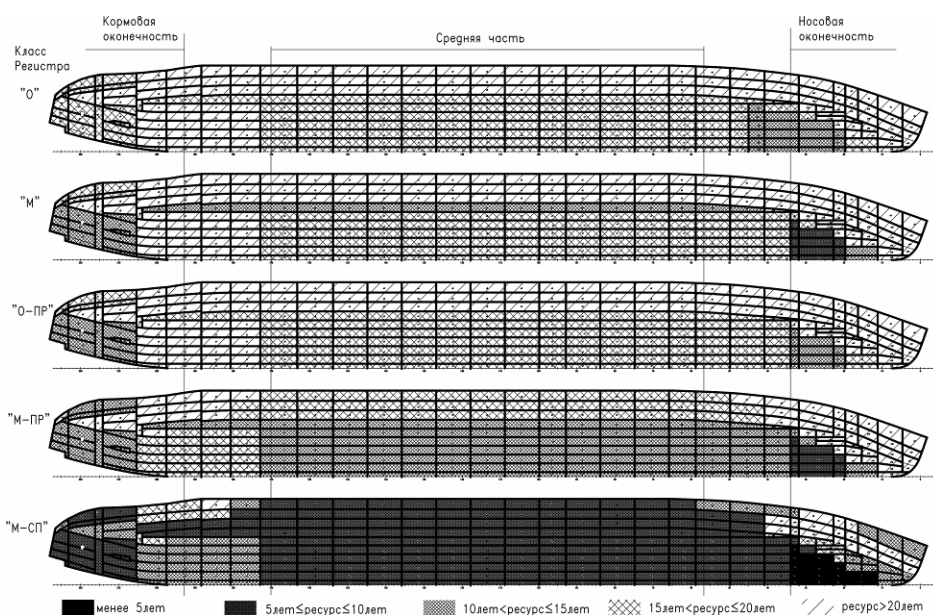 Кормовая
оконечность
Средняя часть
Носовая
оконечность
Класс
Регистра
"О"
"М"
"О-ПР"
"М-ПР"
"М-СП"
менее 5лет
5лет≤ресурс≤10лет
10лет<ресурс≤15лет
15лет<ресурс≤20лет
ресурс>20лет